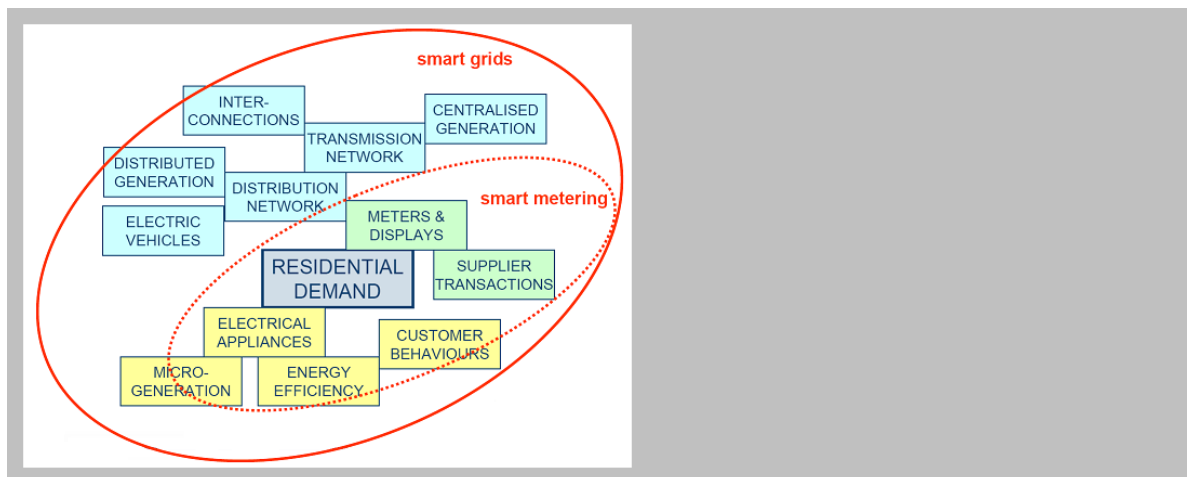 smart grids
INTER-
CONNECTIONS
CENTRALISED
GENERATION
TRANSMISSION
NETWORK
DISTRIBUTED
GENERATION
DISTRIBUTION
NETWORK
smart metering
ELECTRIC
VEHICLES
METERS &
DISPLAYS
RESIDENTIAL
DEMAND
SUPPLIER
TRANSACTIONS
ELECTRICAL
APPLIANCES
CUSTOMER
BEHAVIOURS
MICRO-
GENERATION
ENERGY
EFFICIENCY